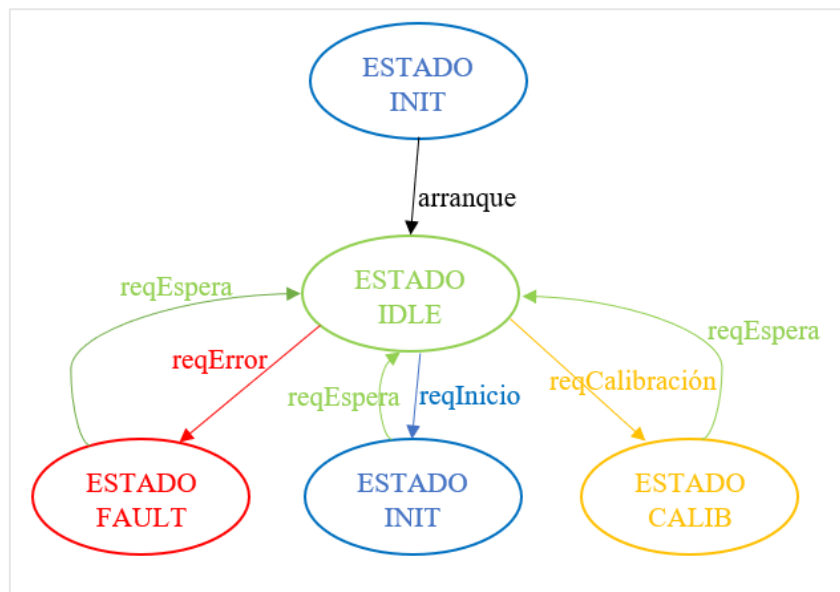 ESTADO
INIT
arranque
ESTADO
IDLE
reqEspera
reqEspera
reqError
reqCalibración
reqEspera
reqInicio
ESTADO
FAULT
ESTADO
INIT
ESTADO
CALIB